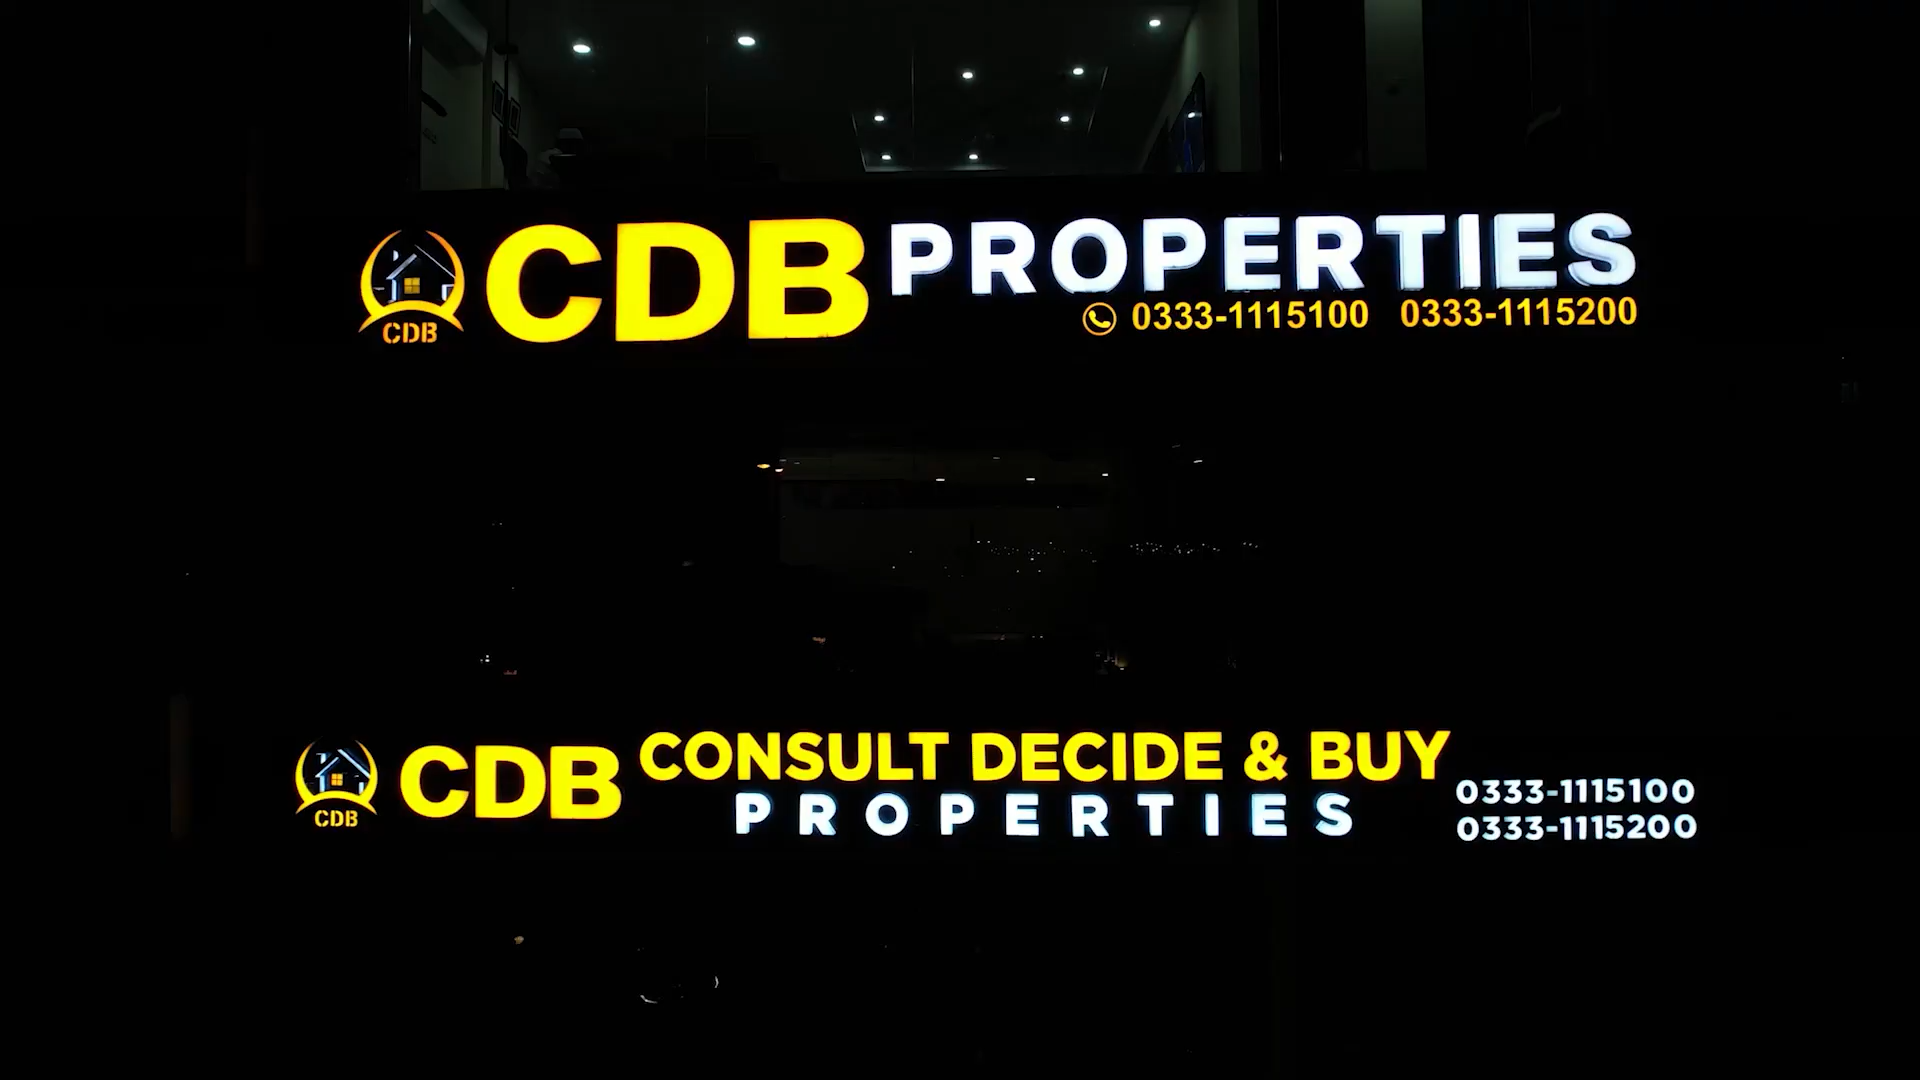 CDB PROPERTIES
CDB
0333-1115100 0333-1115200
CDB CONSULT DECIDE & BUY
PROPERTIES
CDB
0333-1115100
0333-1115200